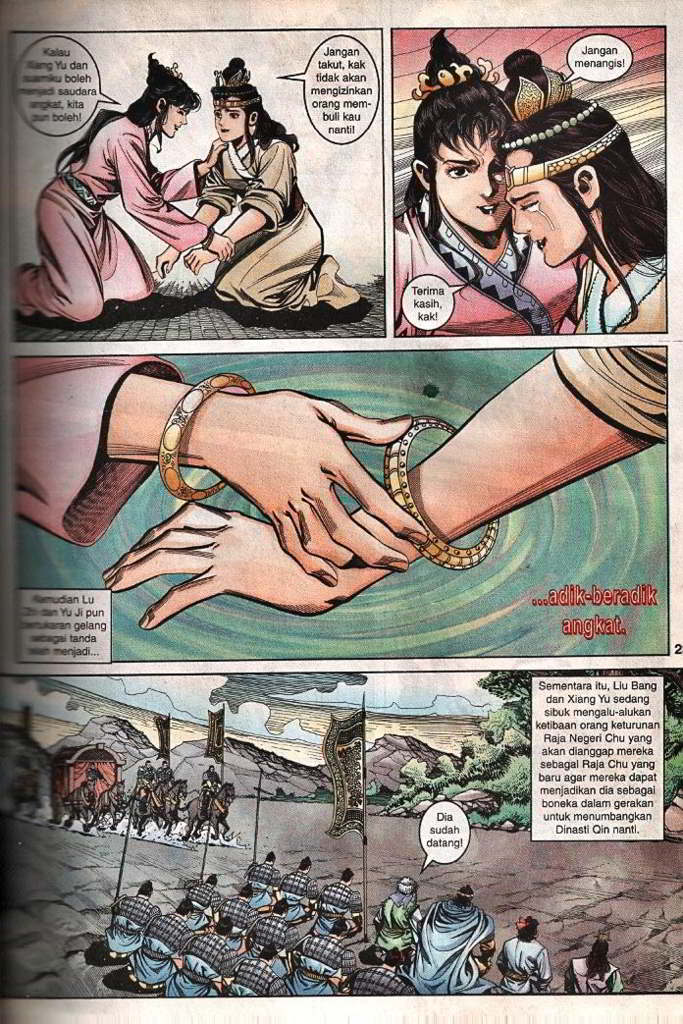 Kalau
Xiang Yu dan
suamiku boleh
menjadi saudara
angkat, kita
pun boleh!
Jangan
takut, kak
tidak akan
mengizinkan
orang mem-
buli kau
nanti!
Jangan
menangis!
Terima
kasih,
kak!
Kemudian Lu
Zhi dan Yu Ji pun
bertukaran gelang
sebagai tanda
telah menjadi...
...adik-beradik
angkat.
2
Sementara itu, Liu Bang
dan Xiang Yu sedang
sibuk mengalu-alukan
ketibaan orang keturunan
Raja Negeri Chu yang
akan dianggap mereka
sebagai Raja Chu yang
baru agar mereka dapat
menjadikan dia sebagai
boneka dalam gerakan
untuk menumbangkan
Dinasti Qin nanti.
Dia
sudah
datang!